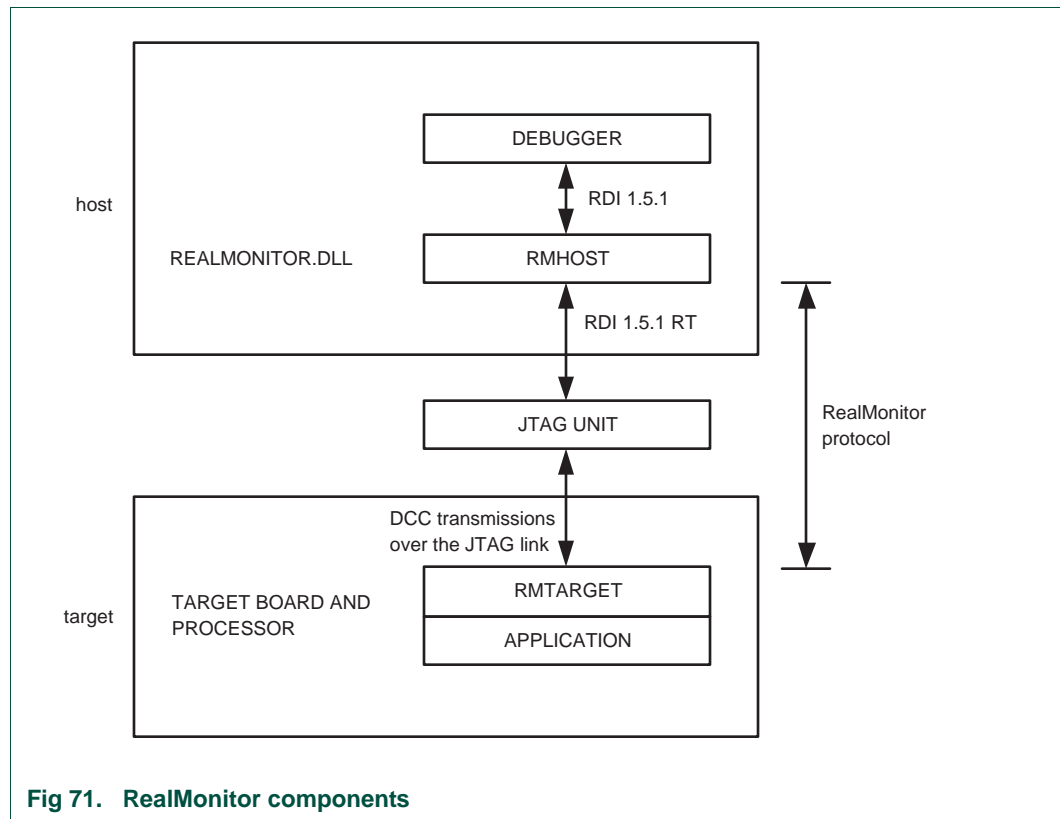 DEBUGGER
RDI 1.5.1
host
REALMONITOR.DLL
RMHOST
RDI 1.5.1 RT
JTAG UNIT
RealMonitor
protocol
DCC transmissions
over the JTAG link
target
TARGET BOARD AND
PROCESSOR
RMTARGET
APPLICATION
Fig 71. RealMonitor components